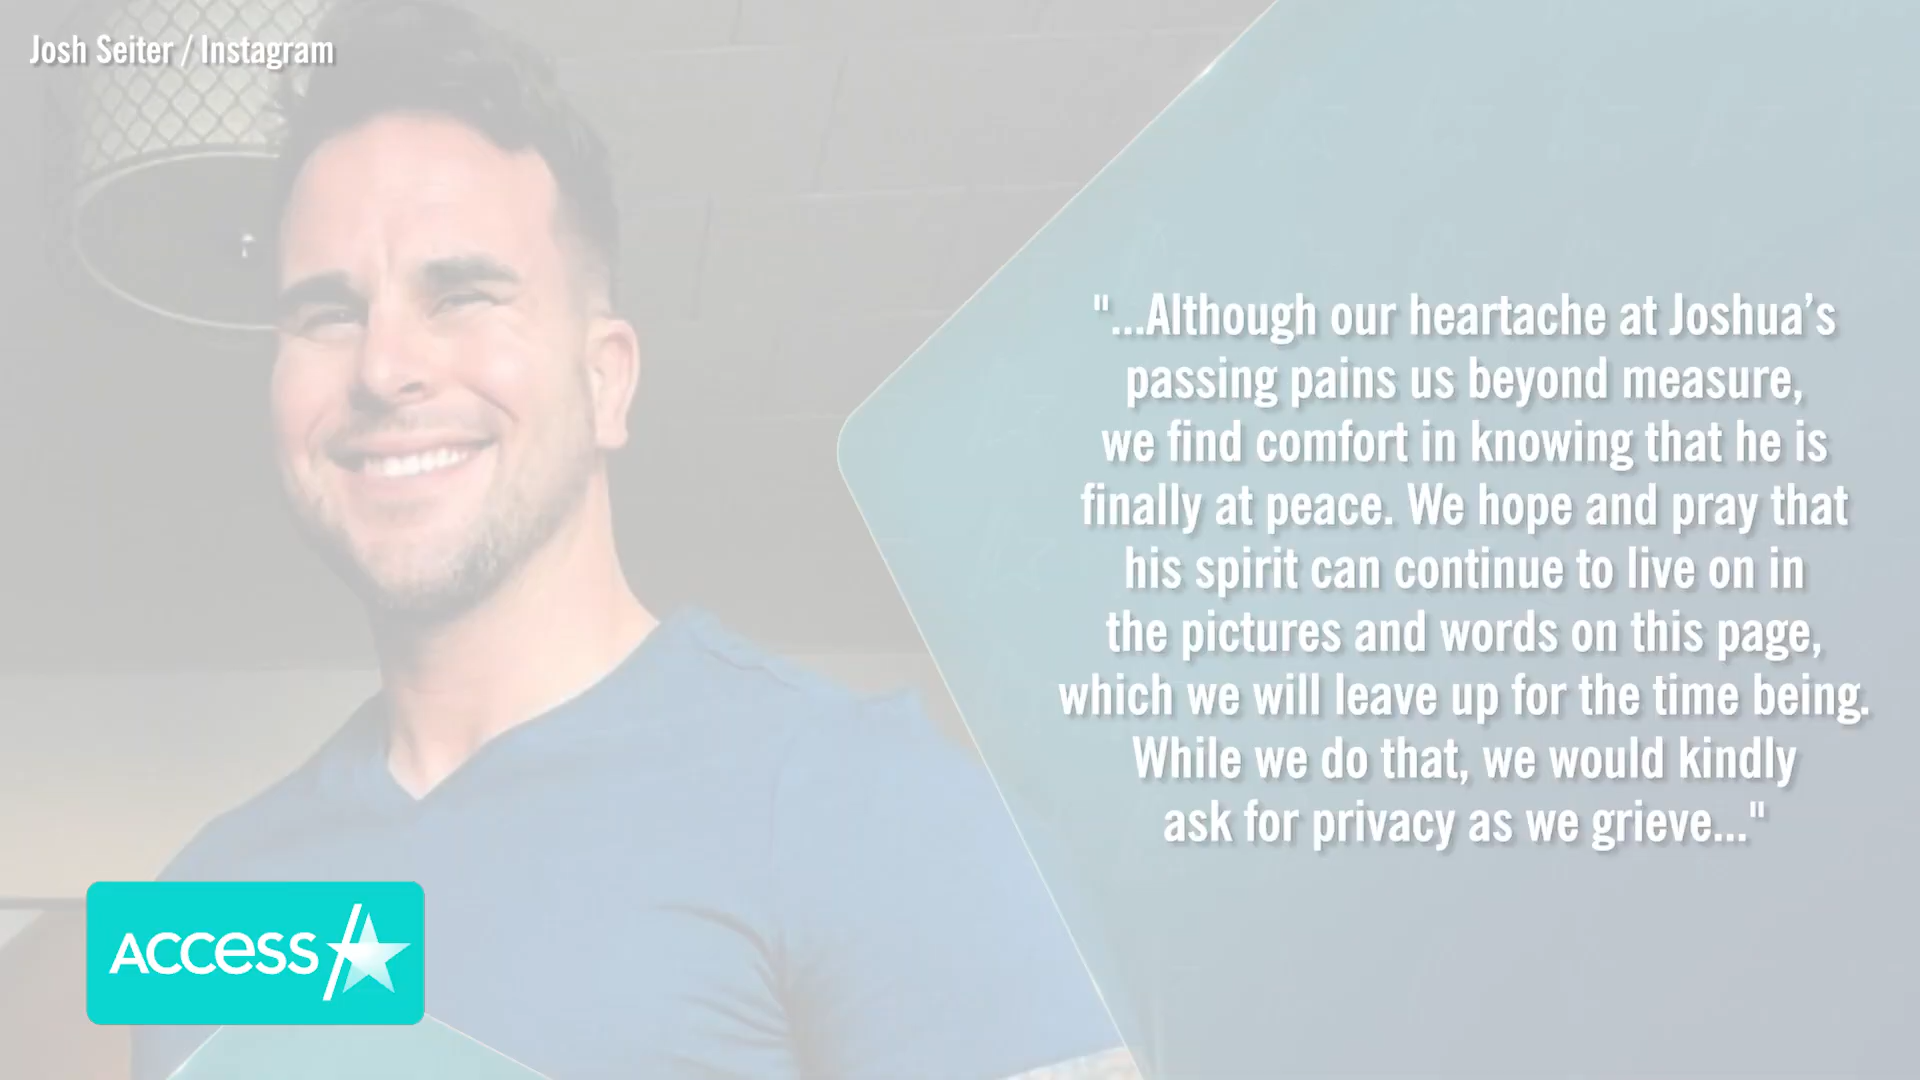 Josh Seiter / Instagram
"...Although our heartache at Joshua’s
passing pains us beyond measure,
we find comfort in knowing that he is
finally at peace. We hope and pray that
his spirit can continue to live on in
the pictures and words on this page,
which we will leave up for the time being.
While we do that, we would kindly
ask for privacy as we grieve..."
ACCESS